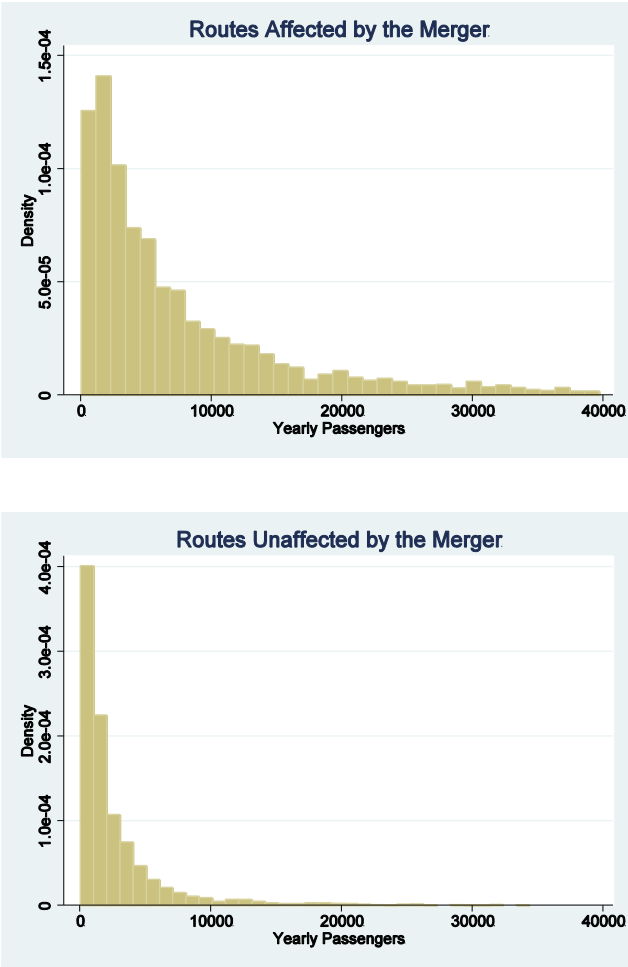 Routes Affected by the Merger
1.5e-04
1.0e-04
5.0e-05
0
Density
0 10000 20000 30000 40000
Yearly Passengers
Routes Unaffected by the Merger
4.0e-04
3.0e-04
2.0e-04
1.0e-04
0
Density
0 10000 20000 30000 40000
Yearly Passengers